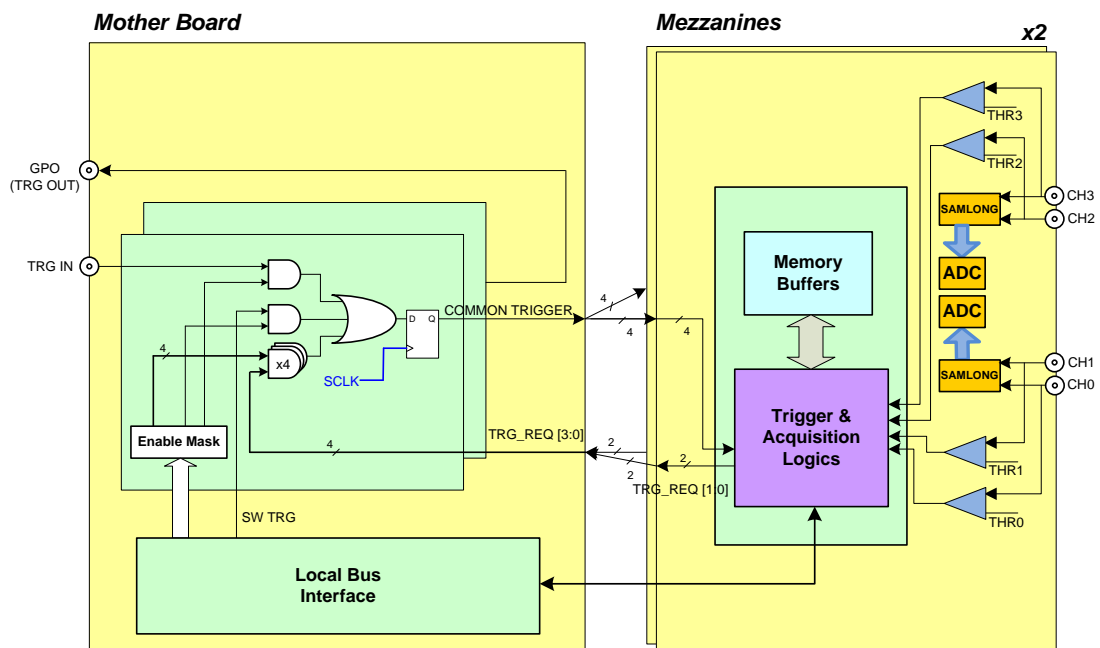 Mother Board
Mezzanines
x2
GPO
(TRG OUT)
TRG IN
x4
4
SCLK
D Q
COMMON TRIGGER
4
4
4
Enable Mask
4
TRG_REQ [3:0]
2
2
2
TRG_REQ [1:0]
SW TRG
Local Bus
Interface
Memory
Buffers
Trigger &
Acquisition
Logics
THR3
THR2
SAMLONG
CH3
CH2
ADC
ADC
SAMLONG
CH1
CH0
THR1
THR0